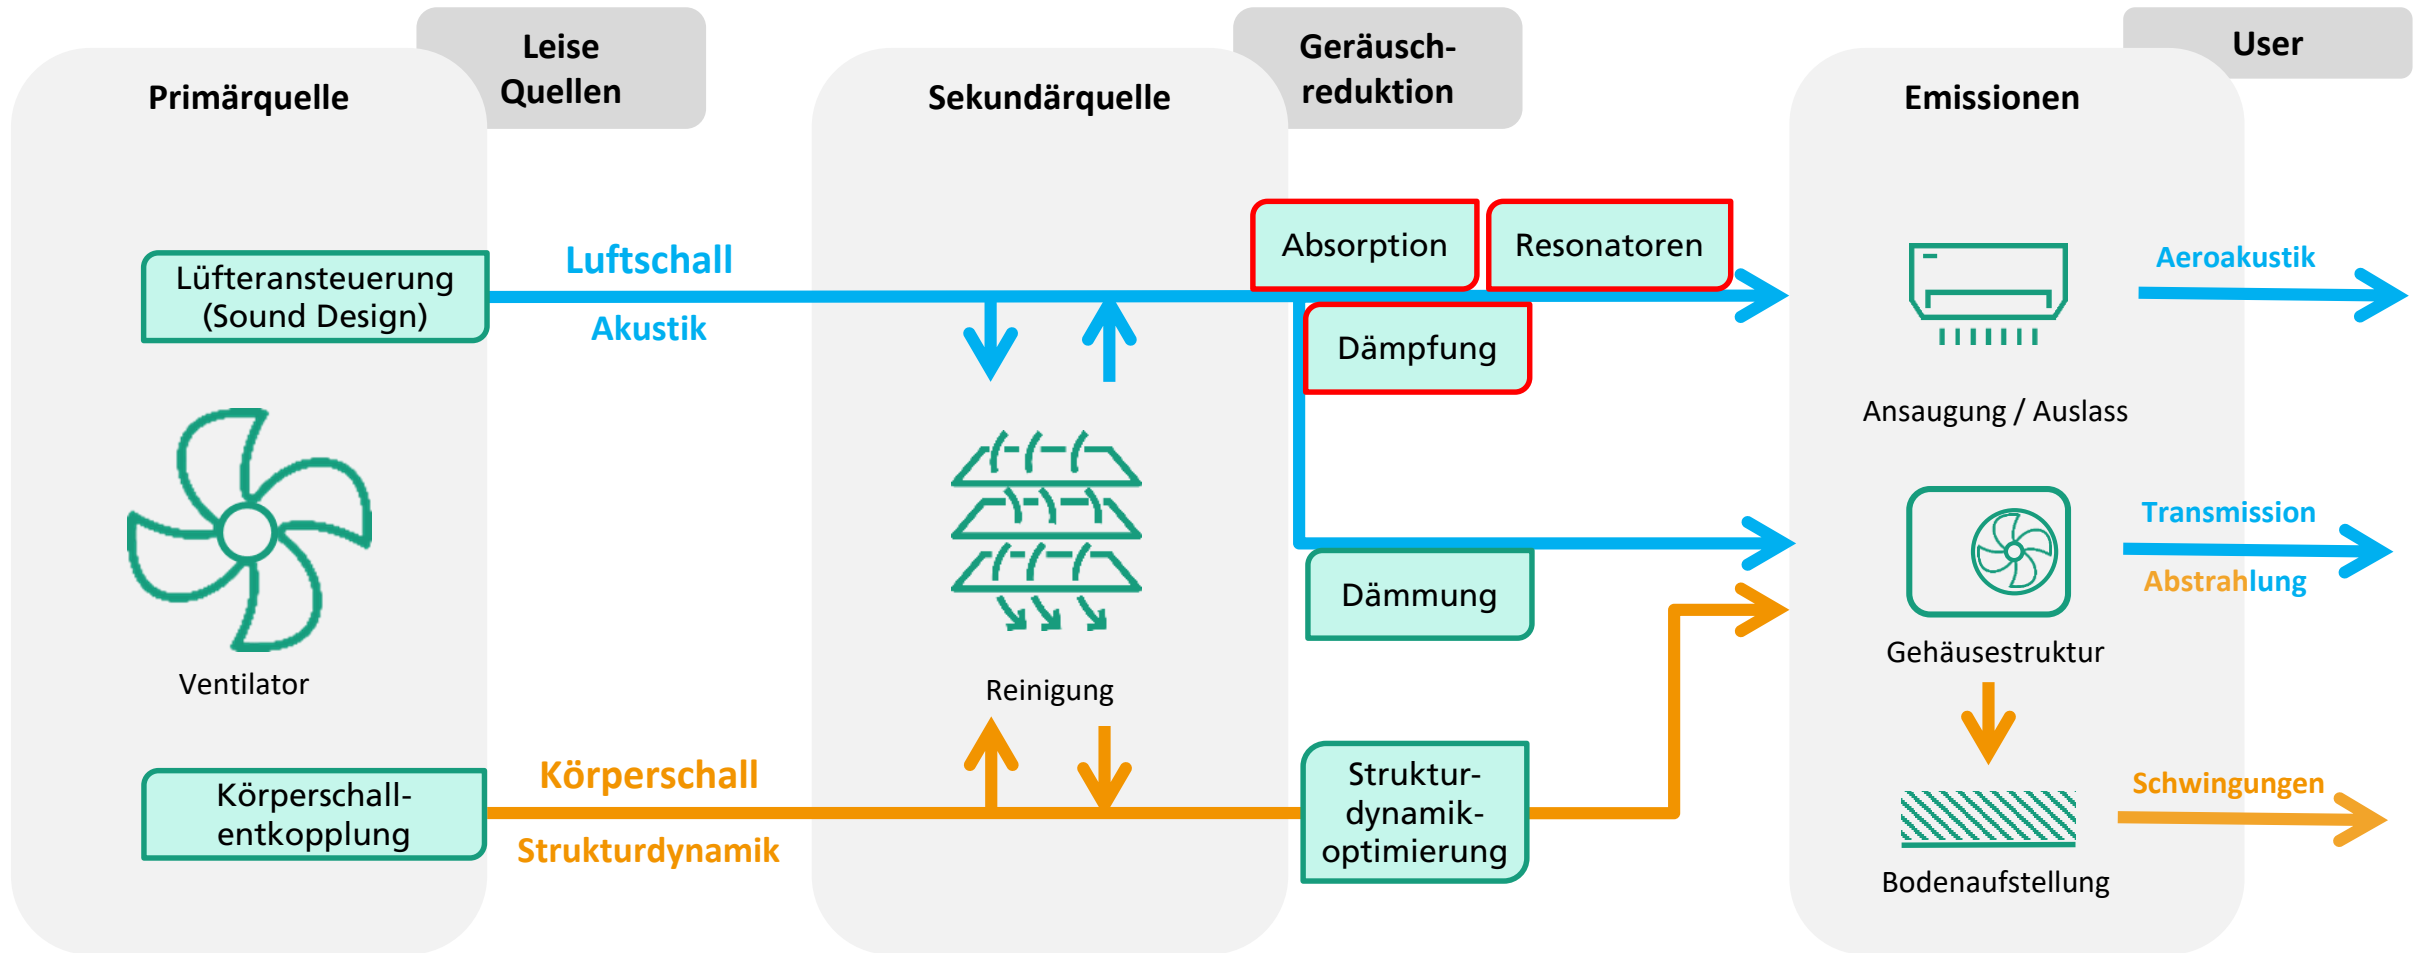 Leise
Quellen
Geräusch-
reduktion
User
Primärquelle
Sekundärquelle
Emissionen
Lüfteransteuerung
(Sound Design)
Luftschall
Akustik
Absorption
Resonatoren
Dämpfung
Aeroakustik
Ansaugung / Auslass
Transmission
Abstrahlung
Dämmung
Gehäusestruktur
Ventilator
Reinigung
Körperschall-
entkopplung
Körperschall
Strukturdynamik
Struktur-
dynamik-
optimierung
Schwingungen
Bodenaufstellung